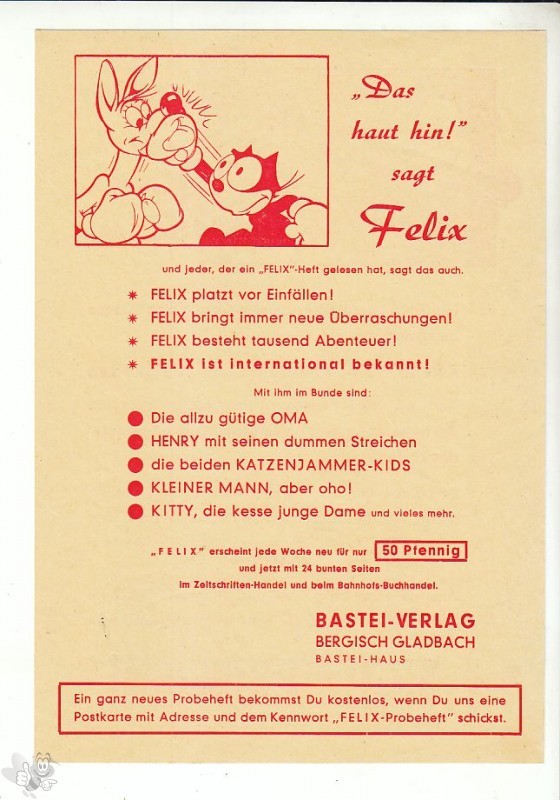 „Das
haut hin!”
sagt
Felix
und jeder, der ein „FELIX”-Heft gelesen hat, sagt das auch.
✷ FELIX platzt vor Einfällen!
✷ FELIX bringt immer neue Überraschungen!
✷ FELIX besteht tausend Abenteuer!
✷ FELIX ist international bekannt!
Mit ihm im Bunde sind:
● Die allzu gütige OMA
● HENRY mit seinen dummen Streichen
● die beiden KATZENJAMMER-KIDS
● KLEINER MANN, aber oho!
● KITTY, die kesse junge Dame und vieles mehr.
„FELIX” erscheint jede Woche neu für nur 50 Pfennig
und jetzt mit 24 bunten Seiten
im Zeitschriften-Handel und beim Bahnhofs-Buchhandel.
BASTEI-VERLAG
BERGISCH GLADBACH
BASTEI-HAUS
Ein ganz neues Probeheft bekommst Du kostenlos, wenn Du uns eine
Postkarte mit Adresse und dem Kennwort „FELIX-Probeheft” schickst.